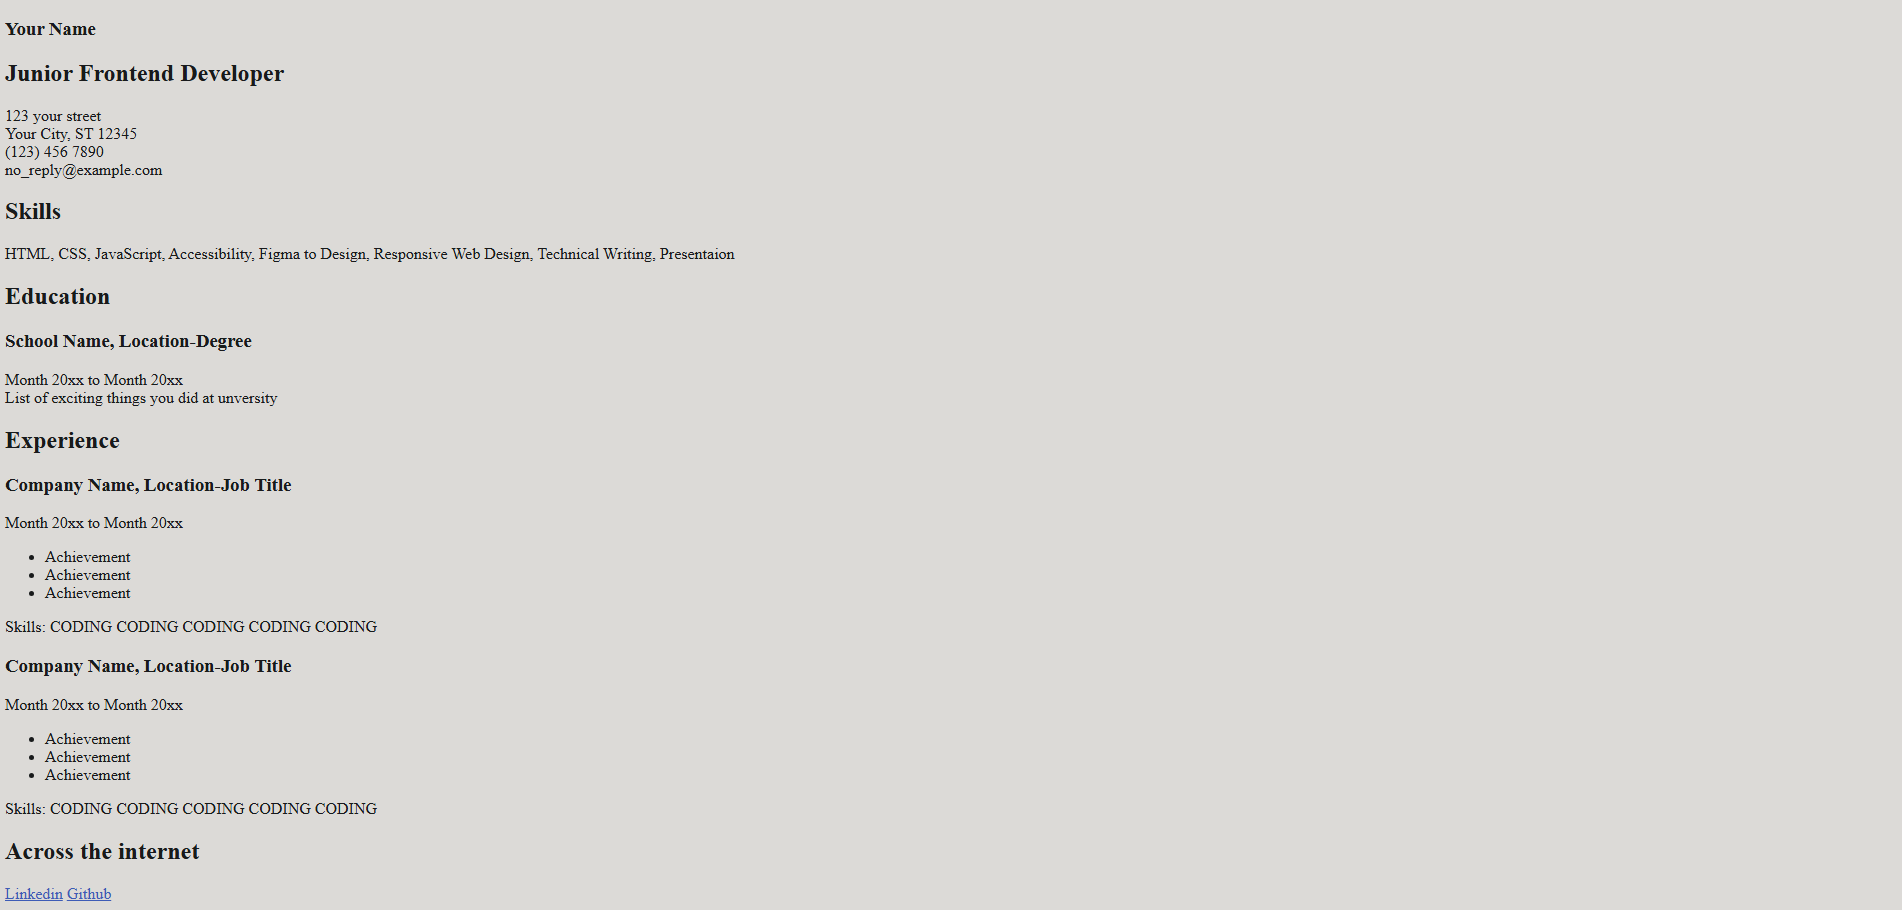 Your Name
Junior Frontend Developer
123 your street
Your City, ST 12345
(123) 456 7890
no_reply@example.com
Skills
HTML, CSS, JavaScript, Accessibility, Figma to Design, Responsive Web Design, Technical Writing, Presentaion
Education
School Name, Location-Degree
Month 20xx to Month 20xx
List of exciting things you did at unversity
Experience
Company Name, Location-Job Title
Month 20xx to Month 20xx
• Achievement
• Achievement
• Achievement
Skills: CODING CODING CODING CODING CODING
Company Name, Location-Job Title
Month 20xx to Month 20xx
• Achievement
• Achievement
• Achievement
Skills: CODING CODING CODING CODING CODING
Across the internet
Linkedin Github